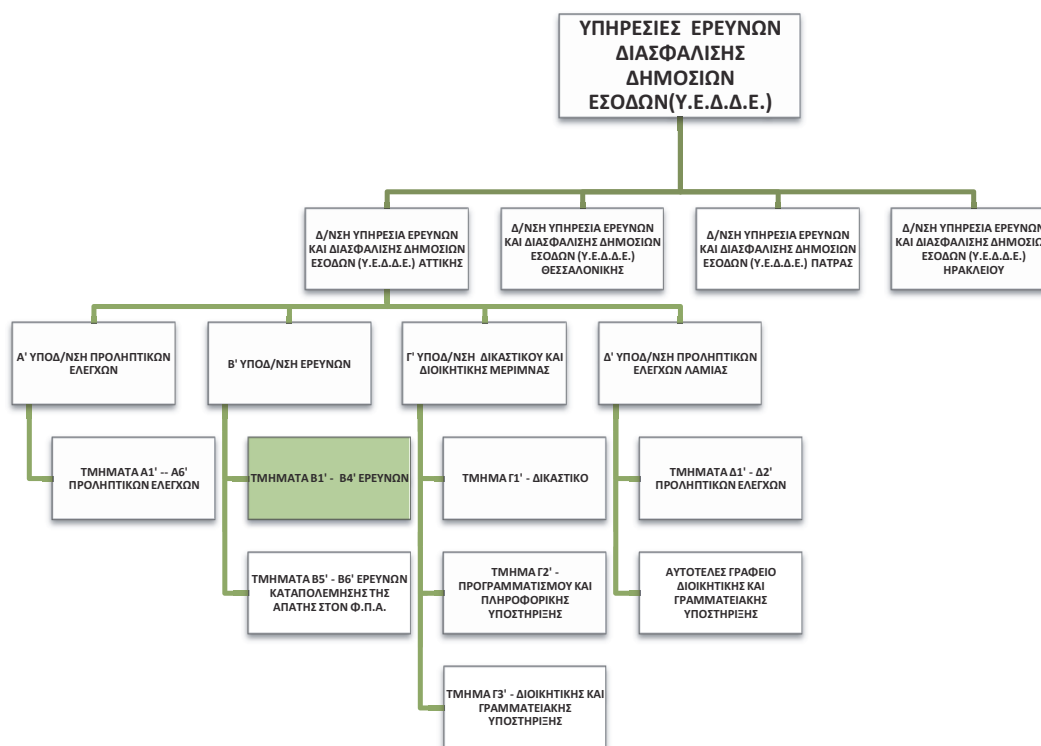 ΥΠΗΡΕΣΙΕΣ ΕΡΕΥΝΩΝ
ΔΙΑΣΦΑΛΙΣΗΣ
ΔΗΜΟΣΙΩΝ
ΕΣΟΔΩΝ(Υ.Ε.Δ.Δ.Ε.)
Δ/ΝΣΗ ΥΠΗΡΕΣΙΑ ΕΡΕΥΝΩΝ
ΚΑΙ ΔΙΑΣΦΑΛΙΣΗΣ ΔΗΜΟΣΙΩΝ
ΕΣΟΔΩΝ (Υ.Ε.Δ.Δ.Ε.) ΑΤΤΙΚΗΣ
Δ/ΝΣΗ ΥΠΗΡΕΣΙΑ ΕΡΕΥΝΩΝ
ΚΑΙ ΔΙΑΣΦΑΛΙΣΗΣ ΔΗΜΟΣΙΩΝ
ΕΣΟΔΩΝ (Υ.Ε.Δ.Δ.Ε.)
ΘΕΣΣΑΛΟΝΙΚΗΣ
Δ/ΝΣΗ ΥΠΗΡΕΣΙΑ ΕΡΕΥΝΩΝ
ΚΑΙ ΔΙΑΣΦΑΛΙΣΗΣ ΔΗΜΟΣΙΩΝ
ΕΣΟΔΩΝ (Υ.Ε.Δ.Δ.Ε.) ΠΑΤΡΑΣ
Δ/ΝΣΗ ΥΠΗΡΕΣΙΑ ΕΡΕΥΝΩΝ
ΚΑΙ ΔΙΑΣΦΑΛΙΣΗΣ ΔΗΜΟΣΙΩΝ
ΕΣΟΔΩΝ (Υ.Ε.Δ.Δ.Ε.)
ΗΡΑΚΛΕΙΟΥ
Α' ΥΠΟΔ/ΝΣΗ ΠΡΟΛΗΠΤΙΚΩΝ
ΕΛΕΓΧΩΝ
Β' ΥΠΟΔ/ΝΣΗ ΕΡΕΥΝΩΝ
Γ' ΥΠΟΔ/ΝΣΗ ΔΙΚΑΣΤΙΚΟΥ ΚΑΙ
ΔΙΟΙΚΗΤΙΚΗΣ ΜΕΡΙΜΝΑΣ
Δ' ΥΠΟΔ/ΝΣΗ ΠΡΟΛΗΠΤΙΚΩΝ
ΕΛΕΓΧΩΝ ΛΑΜΙΑΣ
ΤΜΗΜΑΤΑ Α1' -- Α6'
ΠΡΟΛΗΠΤΙΚΩΝ ΕΛΕΓΧΩΝ
ΤΜΗΜΑΤΑ Β1' - Β4' ΕΡΕΥΝΩΝ
ΤΜΗΜΑ Γ1' - ΔΙΚΑΣΤΙΚΟ
ΤΜΗΜΑΤΑ Δ1' - Δ2'
ΠΡΟΛΗΠΤΙΚΩΝ ΕΛΕΓΧΩΝ
ΤΜΗΜΑΤΑ Β5' - Β6' ΕΡΕΥΝΩΝ
ΚΑΤΑΠΟΛΕΜΗΣΗΣ ΤΗΣ
ΑΠΑΤΗΣ ΣΤΟΝ Φ.Π.Α.
ΤΜΗΜΑ Γ2' -
ΠΡΟΓΡΑΜΜΑΤΙΣΜΟΥ ΚΑΙ
ΠΛΗΡΟΦΟΡΙΚΗΣ
ΥΠΟΣΤΗΡΙΞΗΣ
ΑΥΤΟΤΕΛΕΣ ΓΡΑΦΕΙΟ
ΔΙΟΙΚΗΤΙΚΗΣ ΚΑΙ
ΓΡΑΜΜΑΤΕΙΑΚΗΣ
ΥΠΟΣΤΗΡΙΞΗΣ
ΤΜΗΜΑ Γ3' - ΔΙΟΙΚΗΤΙΚΗΣ ΚΑΙ
ΓΡΑΜΜΑΤΕΙΑΚΗΣ
ΥΠΟΣΤΗΡΙΞΗΣ